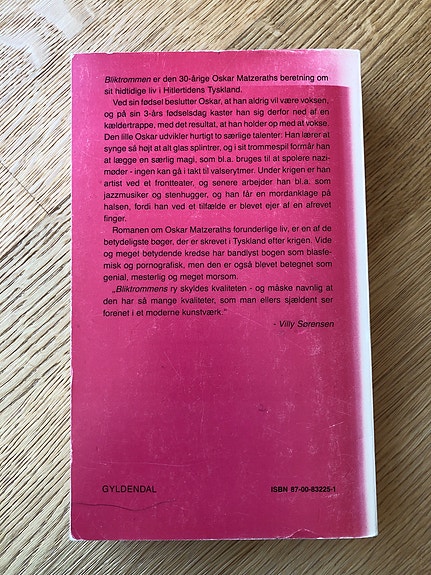 Bliktrommen er den 30-årige Oskar Matzeraths beretning om
sit hidtidige liv i Hitlertidens Tyskland.
Ved sin fødsel beslutter Oskar, at han aldrig vil være voksen,
og på sin 3-års fødselsdag kaster han sig derfor ned af en
kældertrappe, med det resultat, at han holder op med at vokse.
Den lille Oskar udvikler hurtigt to særlige talenter: Han lærer at
synge så højt at alt glas splintrer, og i sit trommespil formår han
at lægge en særlig magi, som bl.a. bruges til at spolere nazi-
møder - ingen kan gå i takt til valserytmer. Under krigen er han
artist ved et frontteater, og senere arbejder han bl.a. som
jazzmusiker og stenhugger, og han får en mordanklage på
halsen, fordi han ved et tilfælde er blevet ejer af en afrevet
finger.
Romanen om Oskar Matzeraths forunderlige liv, er en af de
betydeligste bøger, der er skrevet i Tyskland efter krigen. Vide
og meget betydende kredse har bandlyst bogen som blasfe-
misk og pornografisk, men den er også blevet betegnet som
genial, mesterlig og meget morsom.
„Bliktrommens ry skyldes kvaliteten - og måske navnlig at
den har så mange kvaliteter, som man ellers sjældent ser
forenet i et moderne kunstværk."
- Villy Sørensen
GYLDENDAL
ISBN 87-00-83225-1